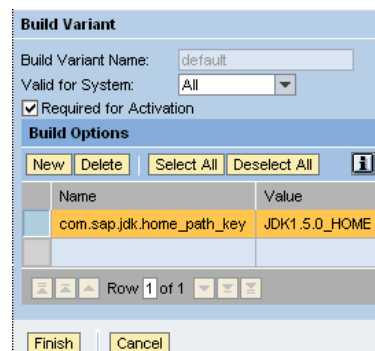 Build Variant
Build Variant Name: default
Valid for System: All
Required for Activation
Build Options
New Delete Select All Deselect All
Name Value
com.sap.jdk.home_path_key JDK1.5.0_HOME
Row 1 of 1
Finish Cancel